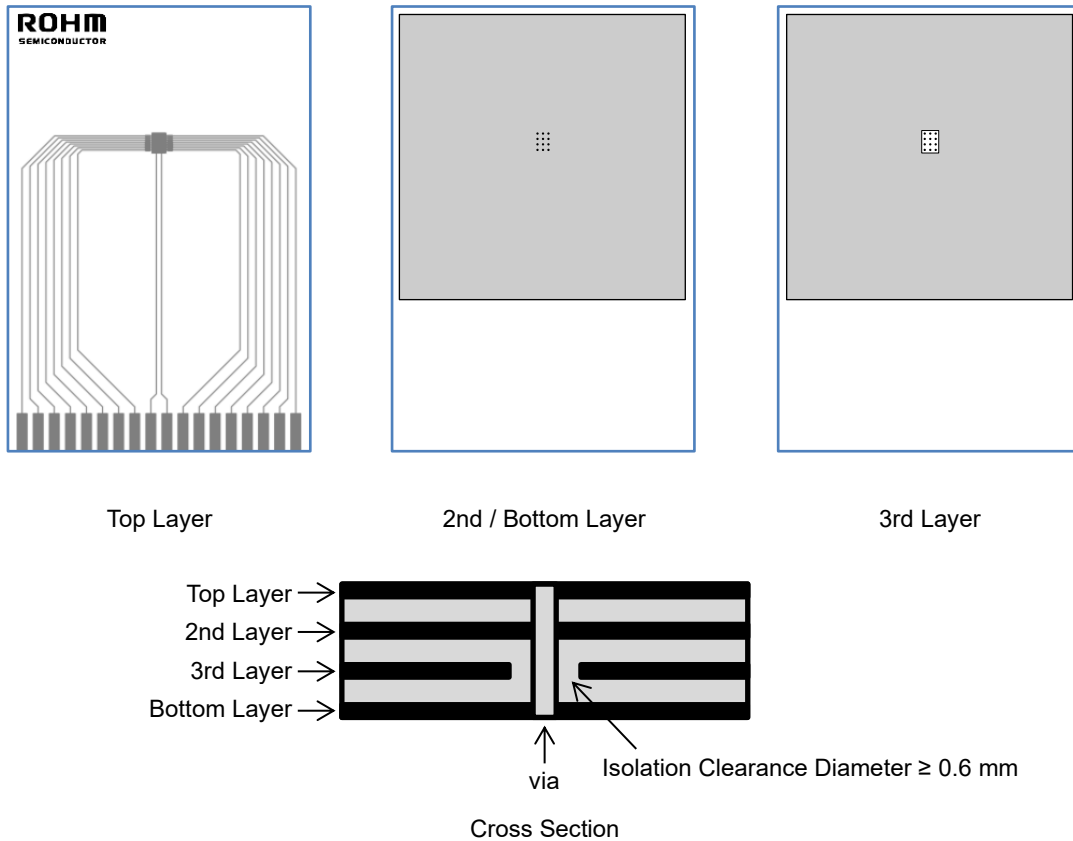 ROHM
SEMICONDUCTOR
Top Layer
2nd / Bottom Layer
3rd Layer
Top Layer
2nd Layer
3rd Layer
Bottom Layer
via
Isolation Clearance Diameter ≥ 0.6 mm
Cross Section